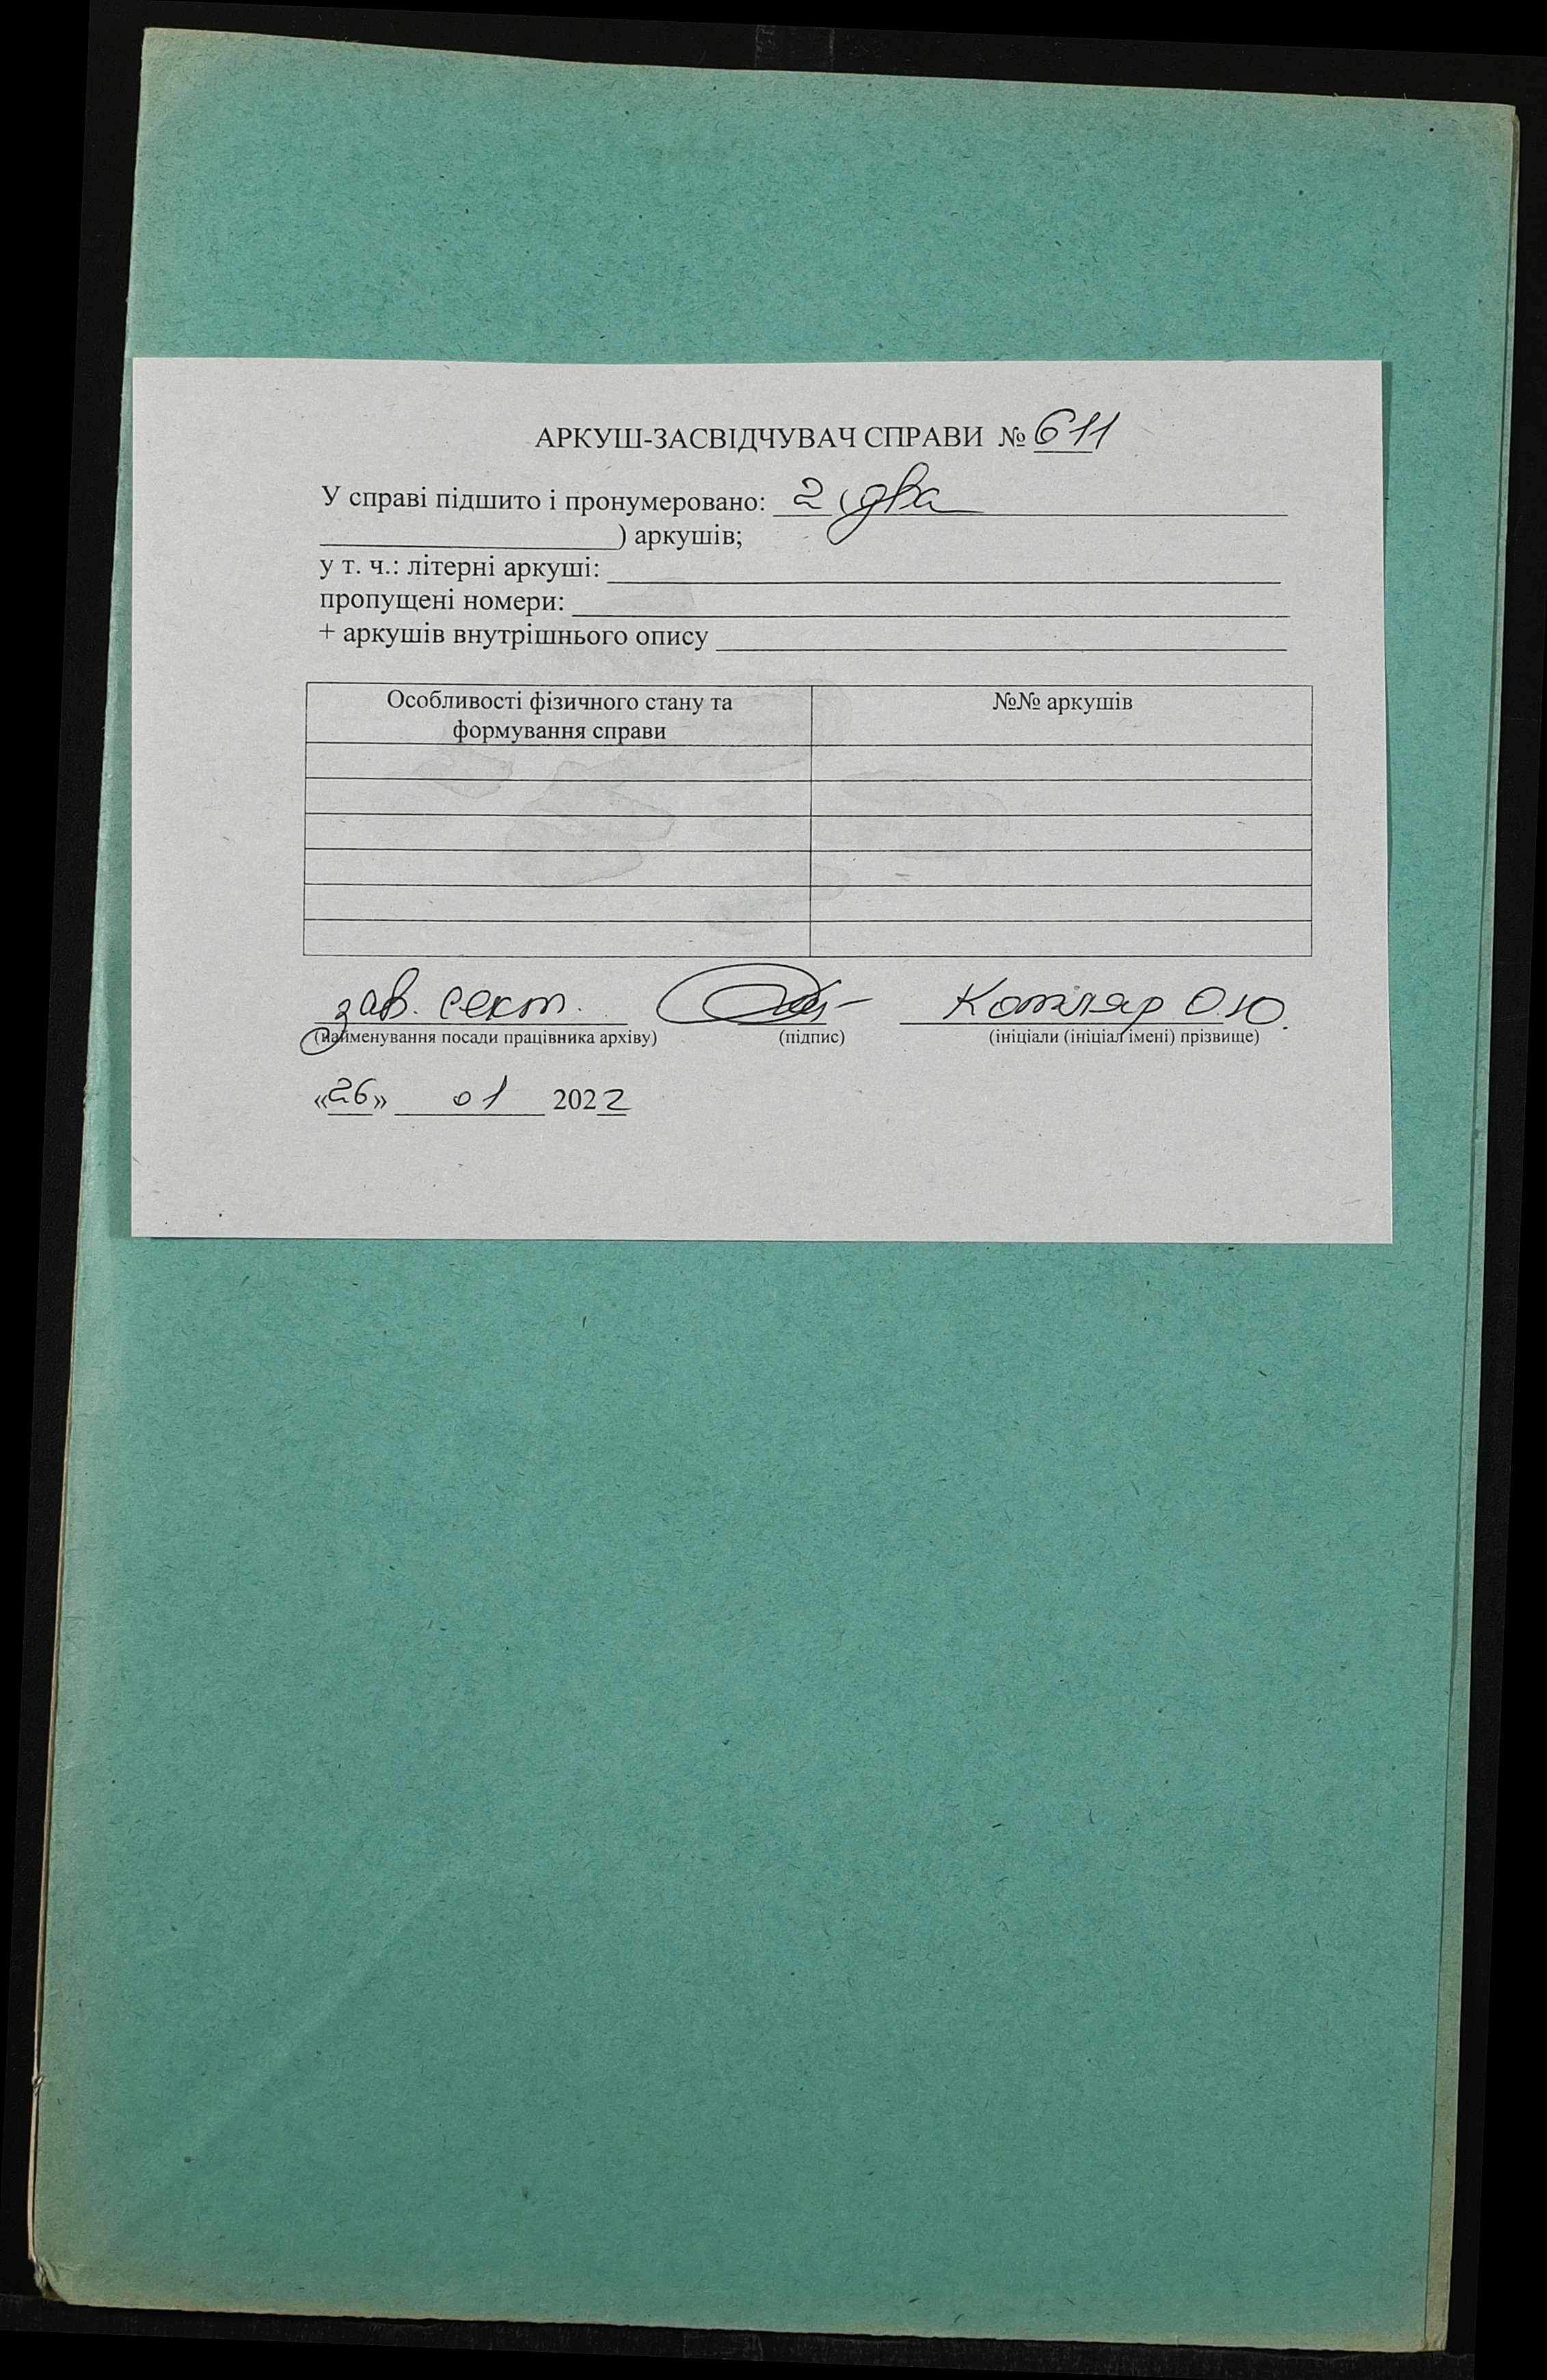 АРКУШ-ЗАСВІДЧУВАЧ СПРАВИ № 611
У справі підшито і пронумеровано: 2 (два
) аркушів;
у т. ч.: літерні аркуші:
пропущені номери:
+ аркушів внутрішнього опису
Особливості фізичного стану та
формування справи
№№ аркушів
зав. сект. Котляр О.Ю.
(найменування посади працівника архіву) (підпис) (ініціали (ініціал імені) прізвище)
«26» 01 2022